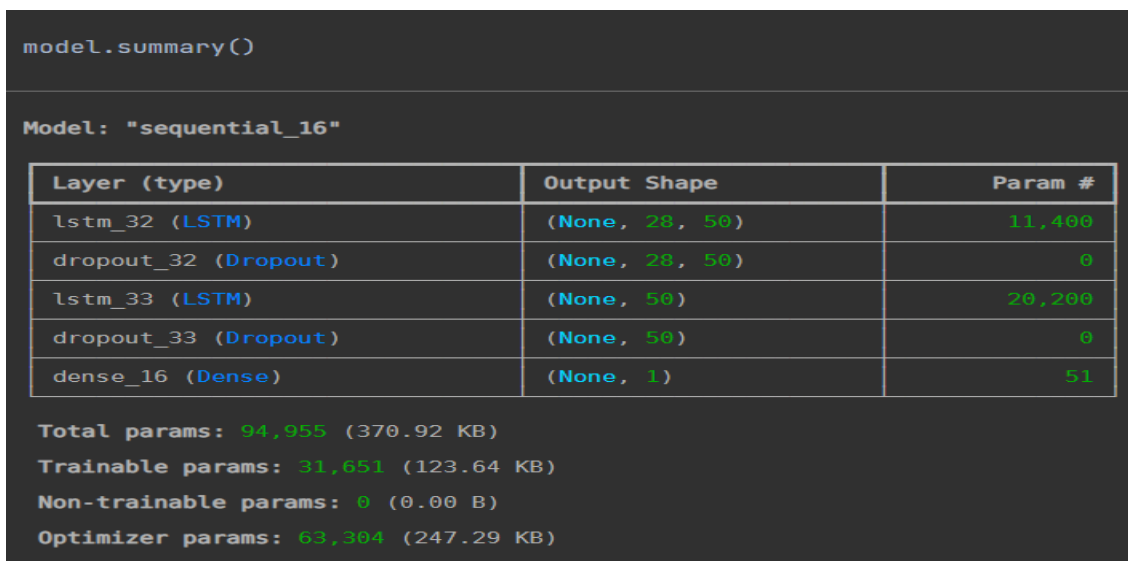 model.summary()
Model: "sequential_16"
Layer (type) Output Shape Param #
lstm_32 (LSTM) (None, 28, 50) 11,400
dropout_32 (Dropout) (None, 28, 50) 0
lstm_33 (LSTM) (None, 50) 20,200
dropout_33 (Dropout) (None, 50) 0
dense_16 (Dense) (None, 1) 51
Total params: 94,955 (370.92 KB)
Trainable params: 31,651 (123.64 KB)
Non-trainable params: 0 (0.00 B)
Optimizer params: 63,304 (247.29 KB)